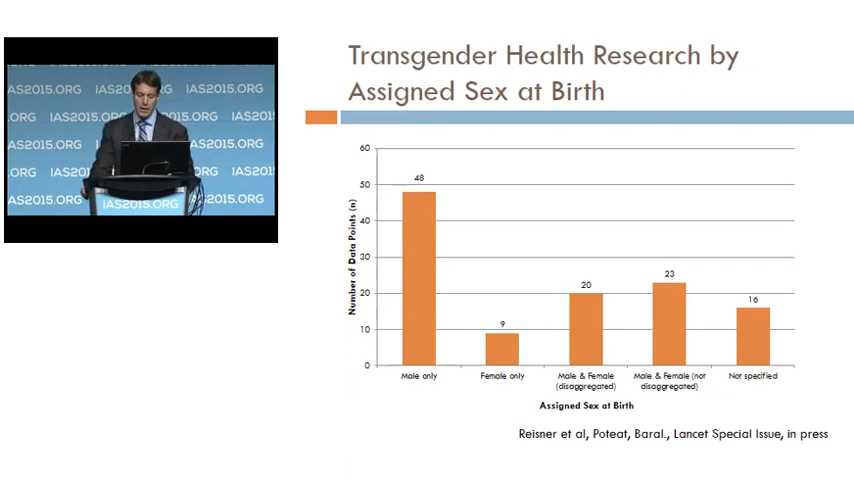 Transgender Health Research by
Assigned Sex at Birth
IAS2015.ORG
AS2015.ORG
IAS2015.ORG
IAS2015.ORG
.ORG
IAS2015.ORG
IAS201
AS2015.ORG
IAS2015.ORG
ORG
IAS201
IAS2015
AS2015.ORG
IAS2015.ORG
IAS2015.ORG
60
50
40
30
20
10
0
Number of Data Points (n)
48
9
20
23
16
Male only
Female only
Male & Female
(disaggregated)
Male & Female (not
disaggregated)
Not specified
Assigned Sex at Birth
Reisner et al, Poteat, Baral., Lancet Special Issue, in press